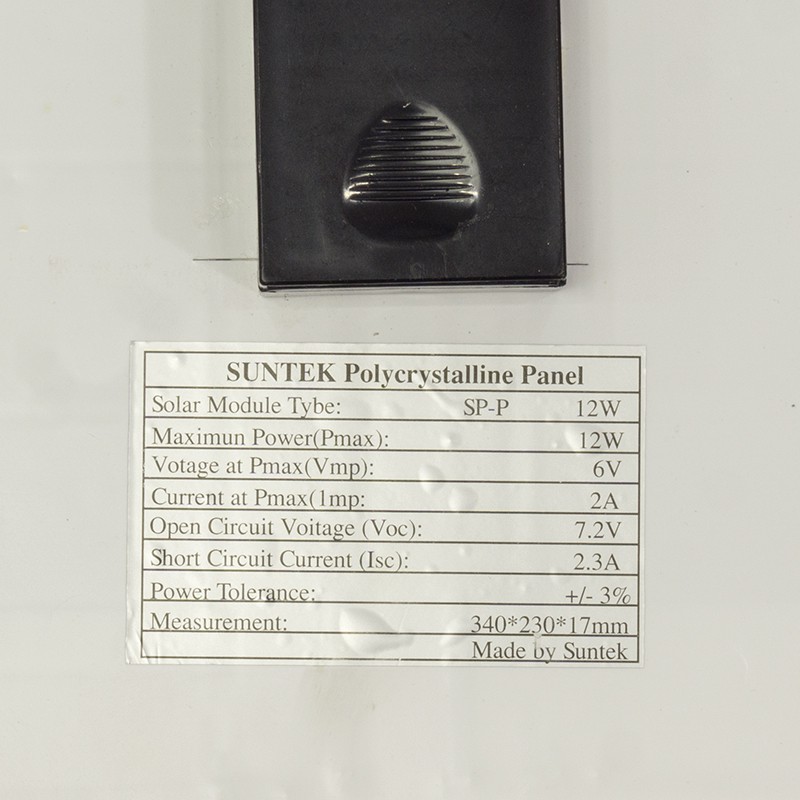 SUNTEK Polycrystalline Panel
Solar Module Tybe: SP-P 12W
Maximun Power(Pmax): 12W
Votage at Pmax(Vmp): 6V
Current at Pmax(1mp: 2A
Open Circuit Voitage (Voc): 7.2V
Short Circuit Current (Isc): 2.3A
Power Tolerance: +/- 3%
Measurement: 340*230*17mm
Made by Suntek